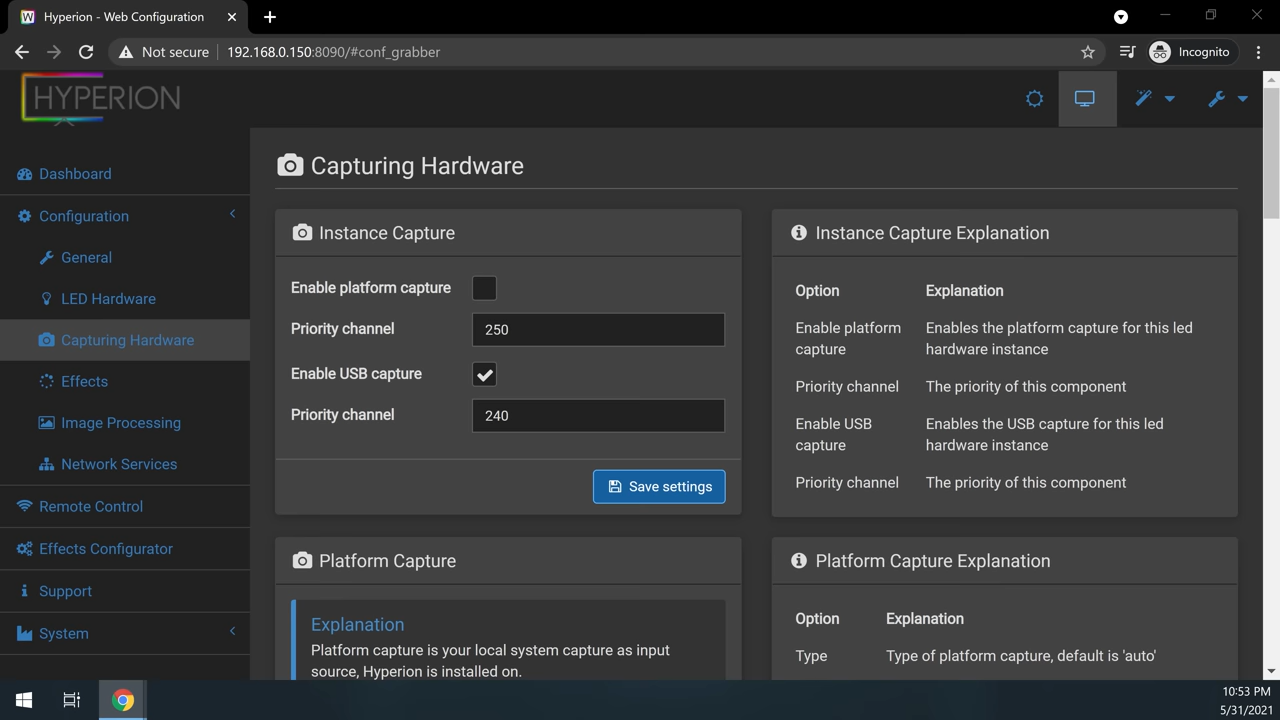 Hyperion - Web Configuration
Not secure
192.168.0.150:8090/#conf_grabber
Incognito
HYPERION
Dashboard
Configuration
General
LED Hardware
Capturing Hardware
Effects
Image Processing
Network Services
Remote Control
Effects Configurator
Support
System
Capturing Hardware
Instance Capture
Enable platform capture
Priority channel
250
Enable USB capture
Priority channel
240
Save settings
Instance Capture Explanation
Option Explanation
Enable platform capture Enables the platform capture for this led hardware instance
Priority channel The priority of this component
Enable USB capture Enables the USB capture for this led hardware instance
Priority channel The priority of this component
Platform Capture
Explanation
Platform capture is your local system capture as input
source, Hyperion is installed on.
Platform Capture Explanation
Option Explanation
Type Type of platform capture, default is 'auto'
10:53 PM
5/31/2021